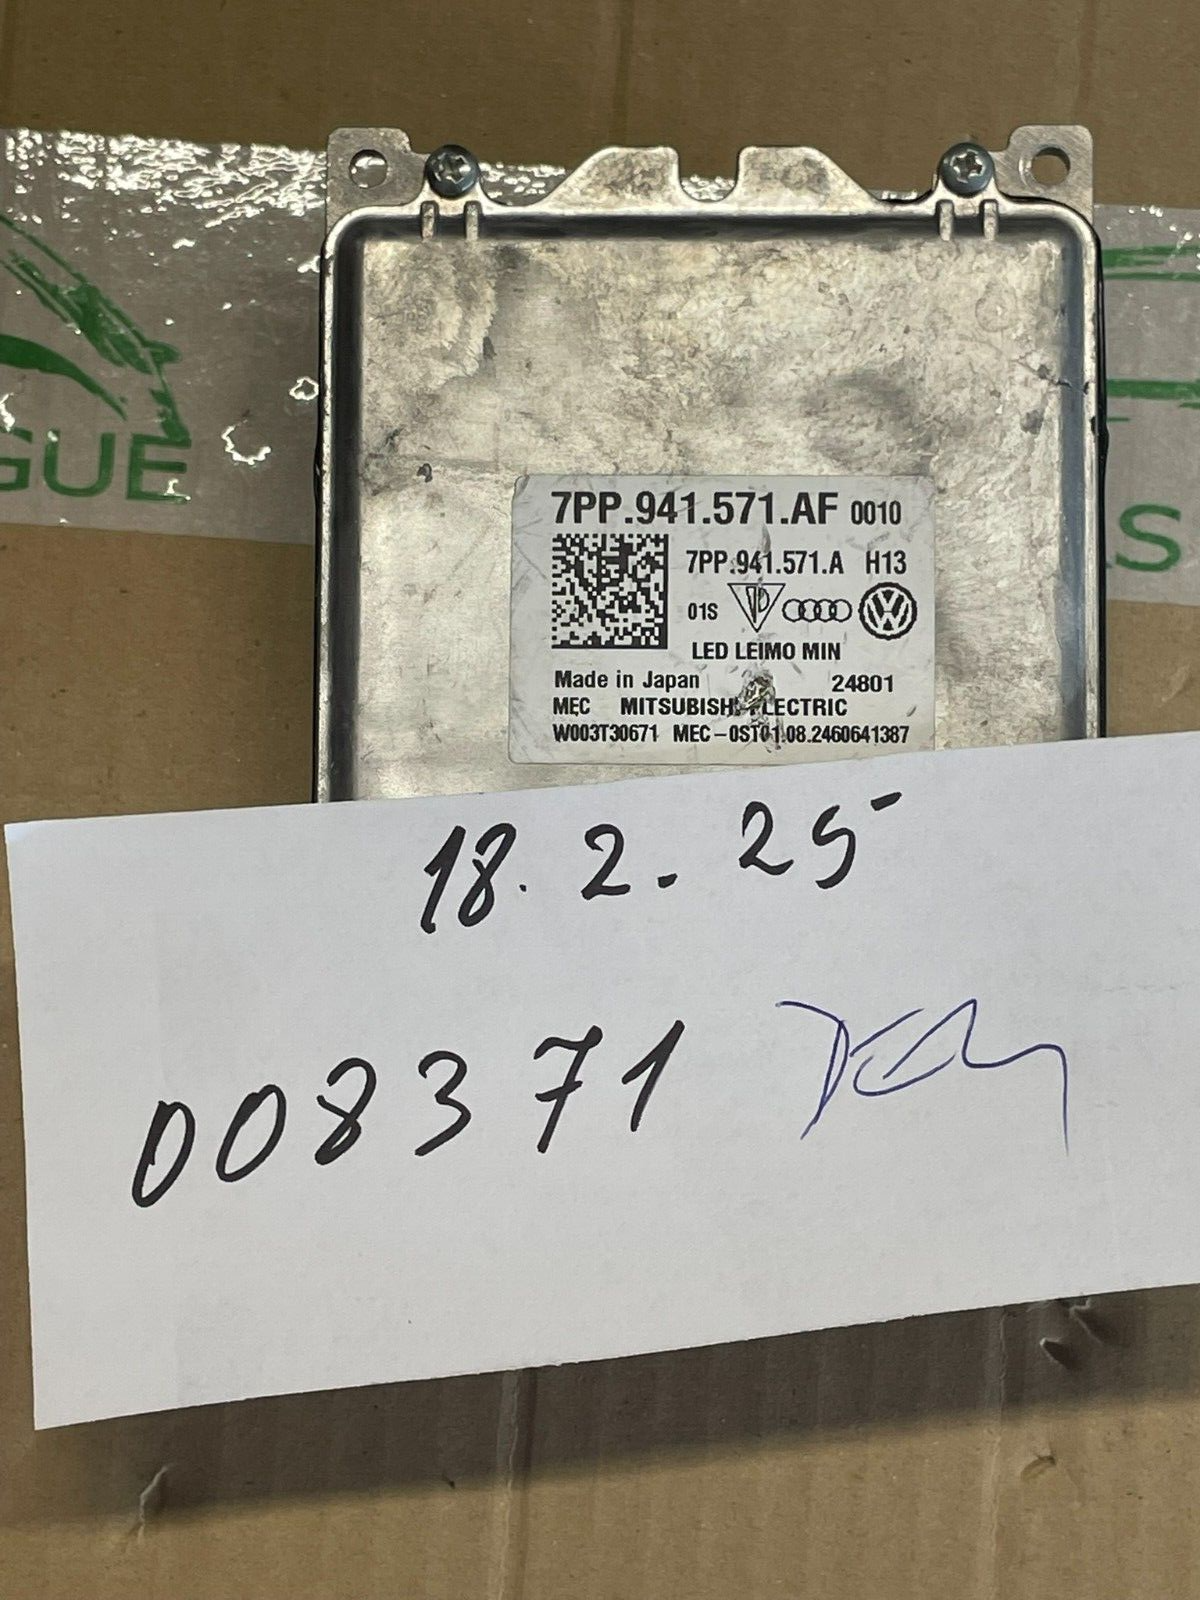 GUE
AS
7PP.941.571.AF 0010
7PP.941.571.A H13
01S
LED LEIMO MIN
Made in Japan 24801
MEC MITSUBISHI ELECTRIC
W003T30671 MEC-0ST01.08.2460641387
18.2.25
008371